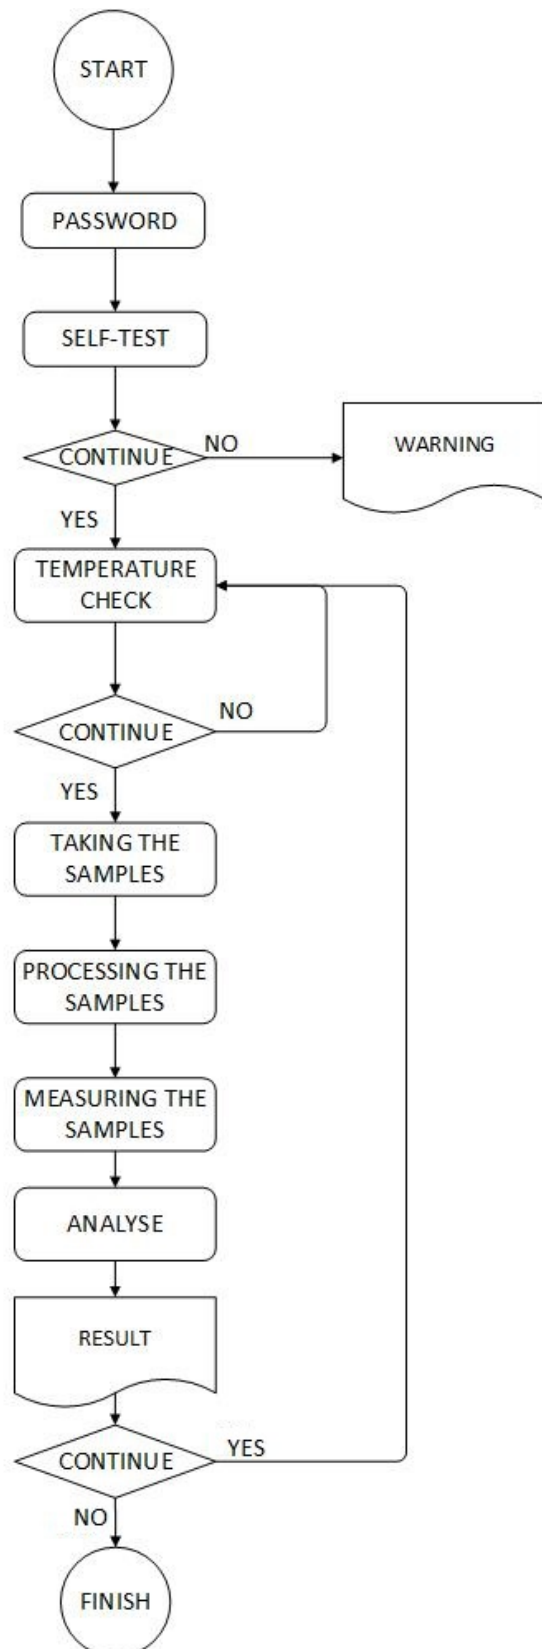 START
PASSWORD
SELF-TEST
CONTINUE
NO
WARNING
YES
TEMPERATURE
CHECK
CONTINUE
NO
YES
TAKING THE
SAMPLES
PROCESSING THE
SAMPLES
MEASURING THE
SAMPLES
ANALYSE
RESULT
CONTINUE
YES
NO
FINISH